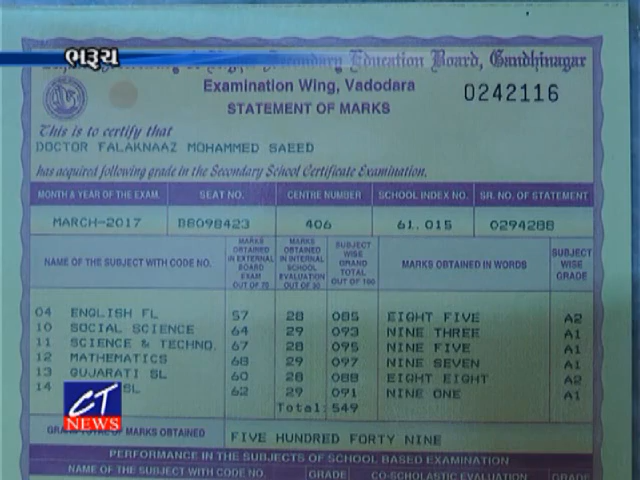 ભરૂચ
Secondary Education Board, Gandhinagar
Examination Wing, Vadodara
0242116
STATEMENT OF MARKS
This is to certify that
DOCTOR FALAKNAAZ MOHAMMED SAEED
has acquired following grade in the Secondary School Certificate Examination.
MONTH & YEAR OF THE EXAM. SEAT NO. CENTRE NUMBER SCHOOL INDEX NO. SR. NO. OF STATEMENT
MARCH-2017 B8098423 406 61.015 0294288
NAME OF THE SUBJECT WITH CODE NO. MARKS OBTAINED IN EXTERNAL BOARD EXAM OUT OF 70 MARKS OBTAINED IN INTERNAL SCHOOL EVALUATION OUT OF 30 SUBJECT WISE GRAND TOTAL OUT OF 100 MARKS OBTAINED IN WORDS SUBJECT WISE GRADE
04 ENGLISH FL 57 28 085 EIGHT FIVE A2
10 SOCIAL SCIENCE 64 29 093 NINE THREE A1
11 SCIENCE & TECHNO. 67 28 095 NINE FIVE A1
12 MATHEMATICS 68 29 097 NINE SEVEN A1
13 GUJARATI SL 60 28 088 EIGHT EIGHT A2
14 SL 62 29 091 NINE ONE A1
Total: 549
CT NEWS
OF MARKS OBTAINED FIVE HUNDRED FORTY NINE
PERFORMANCE IN THE SUBJECTS OF SCHOOL BASED EXAMINATION
NAME OF THE SUBJECT WITH CODE NO. GRADE CO-SCHOLASTIC EVALUATION GRADE